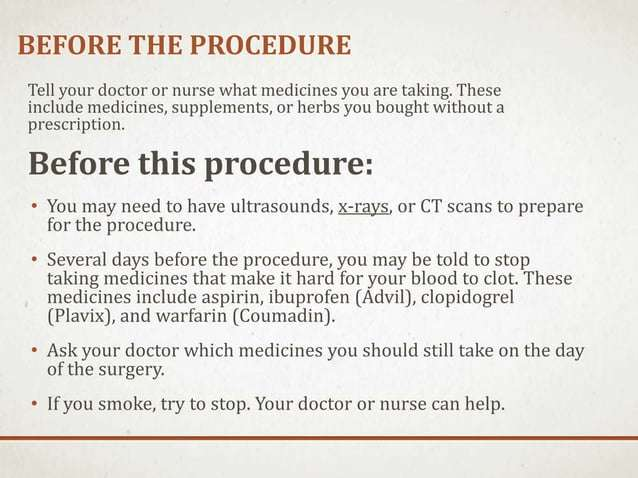 BEFORE THE PROCEDURE
Tell your doctor or nurse what medicines you are taking. These
include medicines, supplements, or herbs you bought without a
prescription.
Before this procedure:
• You may need to have ultrasounds, x-rays, or CT scans to prepare
for the procedure.
• Several days before the procedure, you may be told to stop
taking medicines that make it hard for your blood to clot. These
medicines include aspirin, ibuprofen (Advil), clopidogrel
(Plavix), and warfarin (Coumadin).
• Ask your doctor which medicines you should still take on the day
of the surgery.
• If you smoke, try to stop. Your doctor or nurse can help.